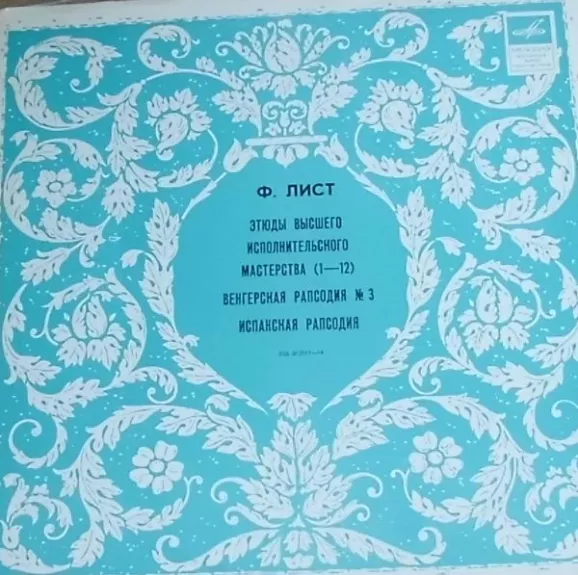 Ф. ЛИСТ
ЭТЮДЫ ВЫСШЕГО
ИСПОЛНИТЕЛЬСКОГО
МАСТЕРСТВА (1—12)
ВЕНГЕРСКАЯ РАПСОДИЯ № 3
ИСПАНСКАЯ РАПСОДИЯ